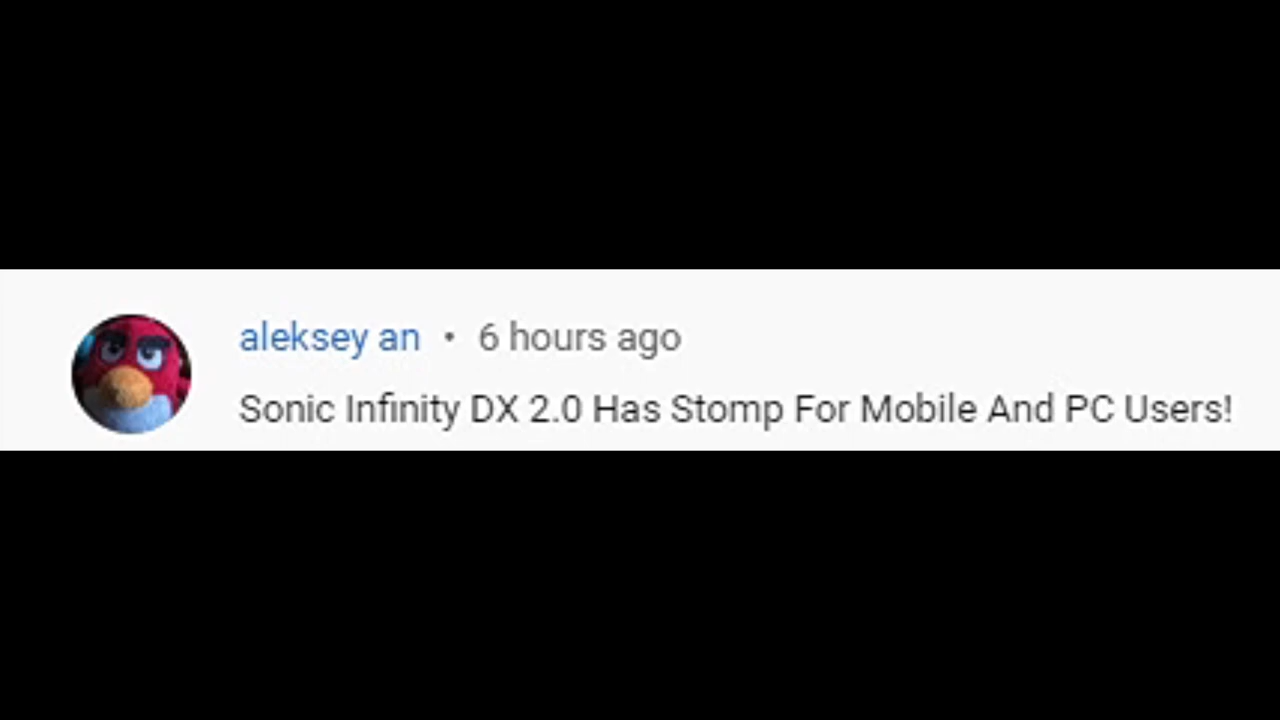 aleksey an • 6 hours ago
Sonic Infinity DX 2.0 Has Stomp For Mobile And PC Users!